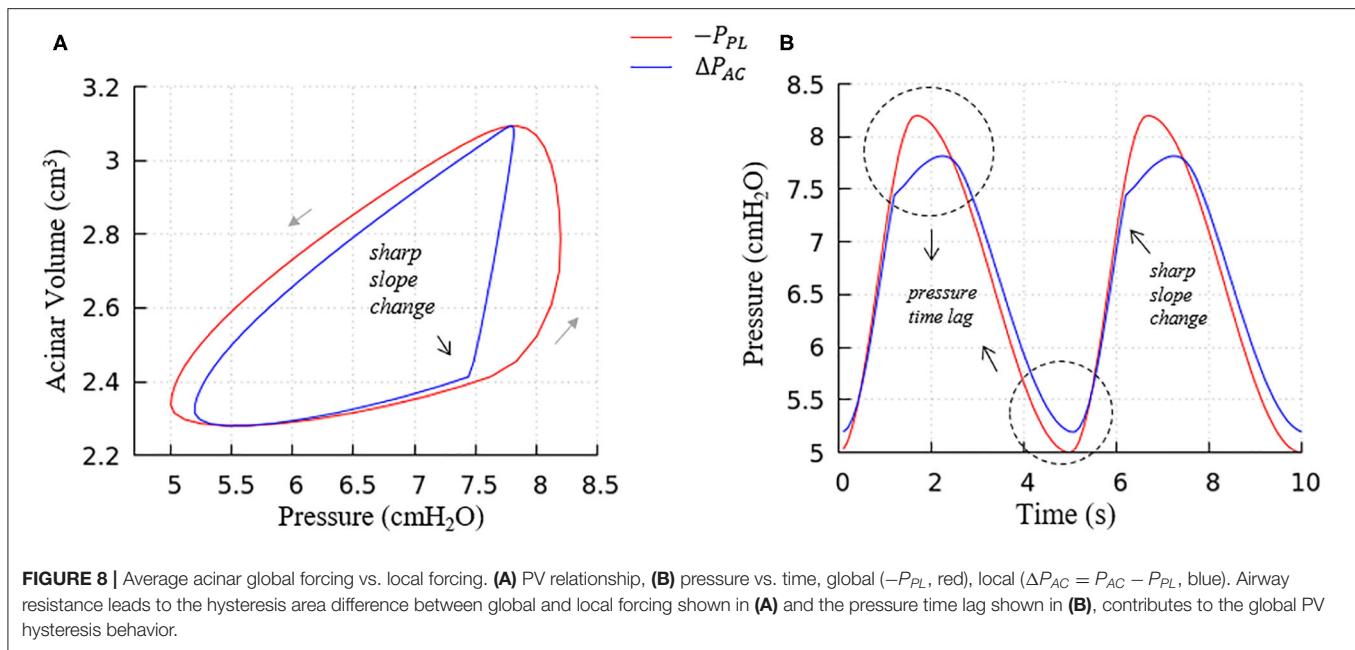 A
−P_PL
ΔP_AC
B
3.2
3
2.8
2.6
2.4
2.2
Acinar Volume (cm³)
sharp
slope
change
5
5.5
6
6.5
7
7.5
8
8.5
Pressure (cmH₂O)
8.5
8
7.5
7
6.5
6
5.5
5
Pressure (cmH₂O)
pressure
time lag
sharp
slope
change
0
2
4
6
8
10
Time (s)
FIGURE 8 | Average acinar global forcing vs. local forcing. (A) PV relationship, (B) pressure vs. time, global (−P_PL, red), local (ΔP_AC = P_AC − P_PL, blue). Airway
resistance leads to the hysteresis area difference between global and local forcing shown in (A) and the pressure time lag shown in (B), contributes to the global PV
hysteresis behavior.